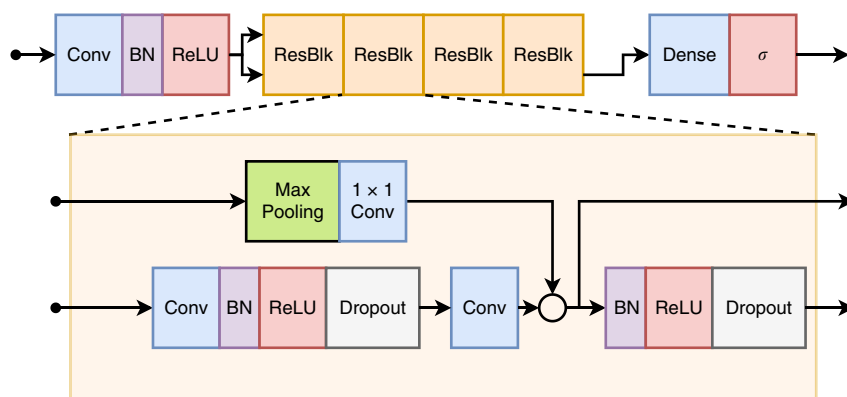 Conv BN ReLU ResBlk ResBlk ResBlk ResBlk Dense σ
Max Pooling
1 × 1 Conv
Conv BN ReLU Dropout Conv BN ReLU Dropout